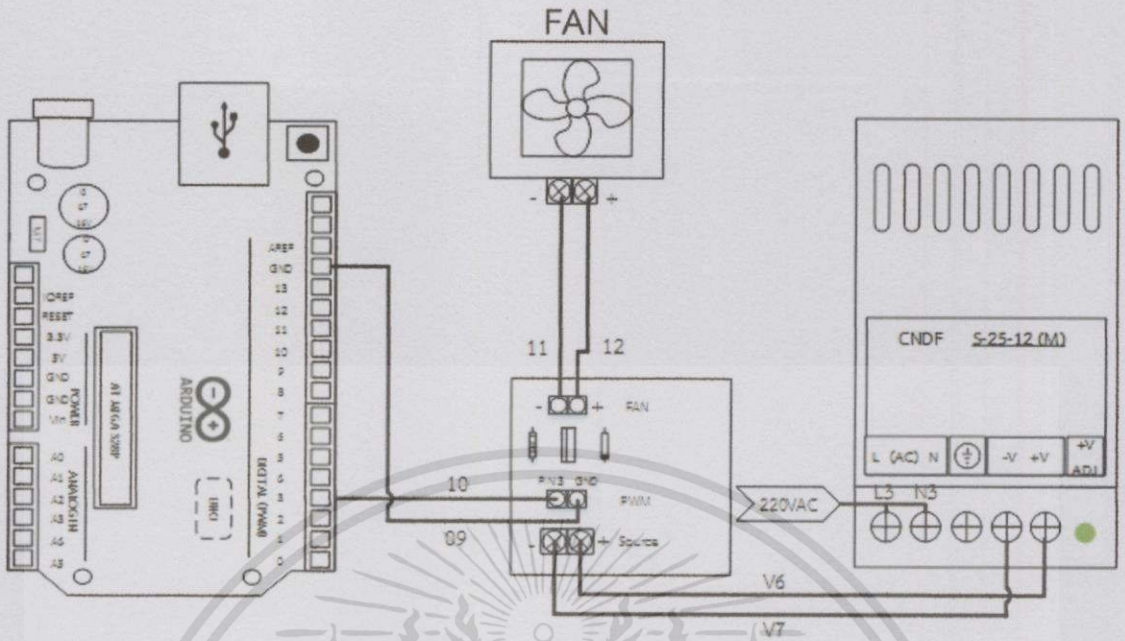 FAN
- +
11 12
- + FAN
PIN3 GND
PWM
10
09
- + Source
V6
V7
AREF
GND
13
12
11
10
9
8
7
6
5
4
3
2
1
0
DIGITAL (PWM)
IOREF
RESET
3.3V
5V
GND
GND
Vin
POWER
A0
A1
A2
A3
A4
A5
ANALOG IN
ARDUINO
CNDF S-25-12 (M)
L (AC) N -V +V +V ADJ
220VAC
L3 N3